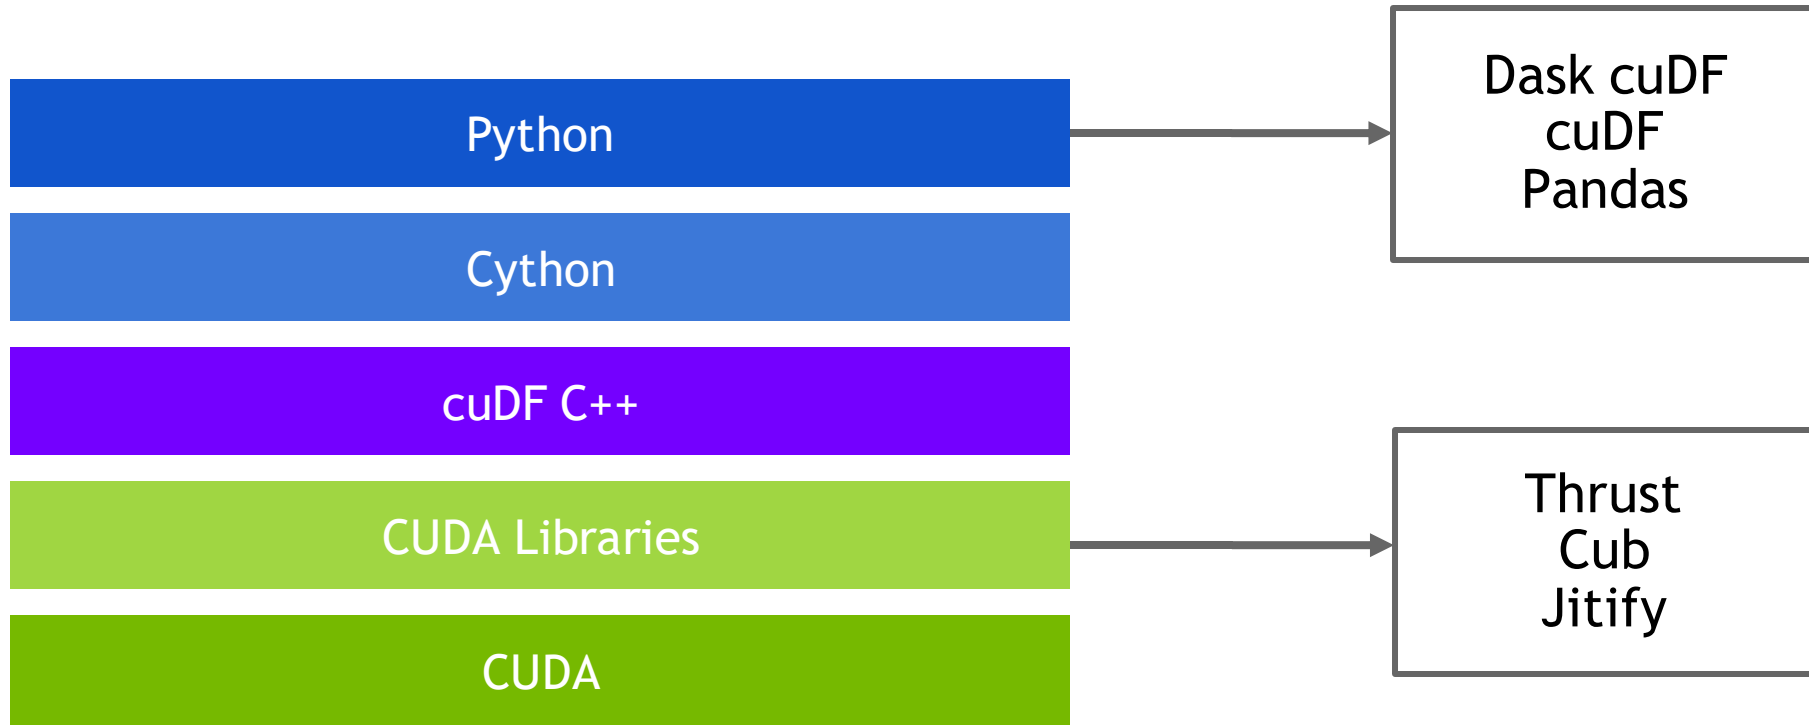 Python
Cython
cuDF C++
CUDA Libraries
CUDA
Dask cuDF
cuDF
Pandas
Thrust
Cub
Jitify